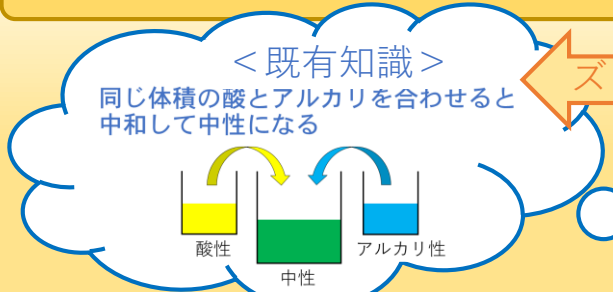 <既有知識>
同じ体積の酸とアルカリを合わせると
中和して中性になる
ズ
酸性
アルカリ性
中性